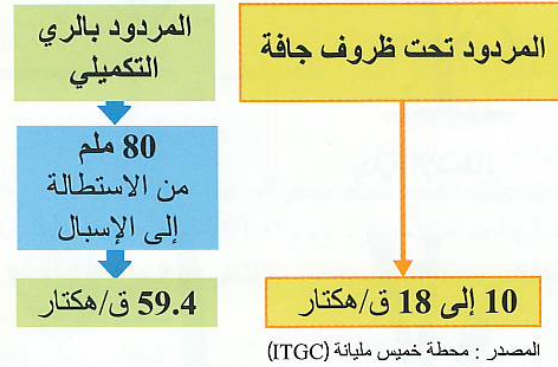 المردود تحت ظروف جافة
10 إلى 18 ق/هكتار
المصدر : محطة خميس مليانة (ITGC)
المردود بالري
التكميلي
80 ملم
من الاستطالة
إلى الإسبال
59.4 ق/هكتار